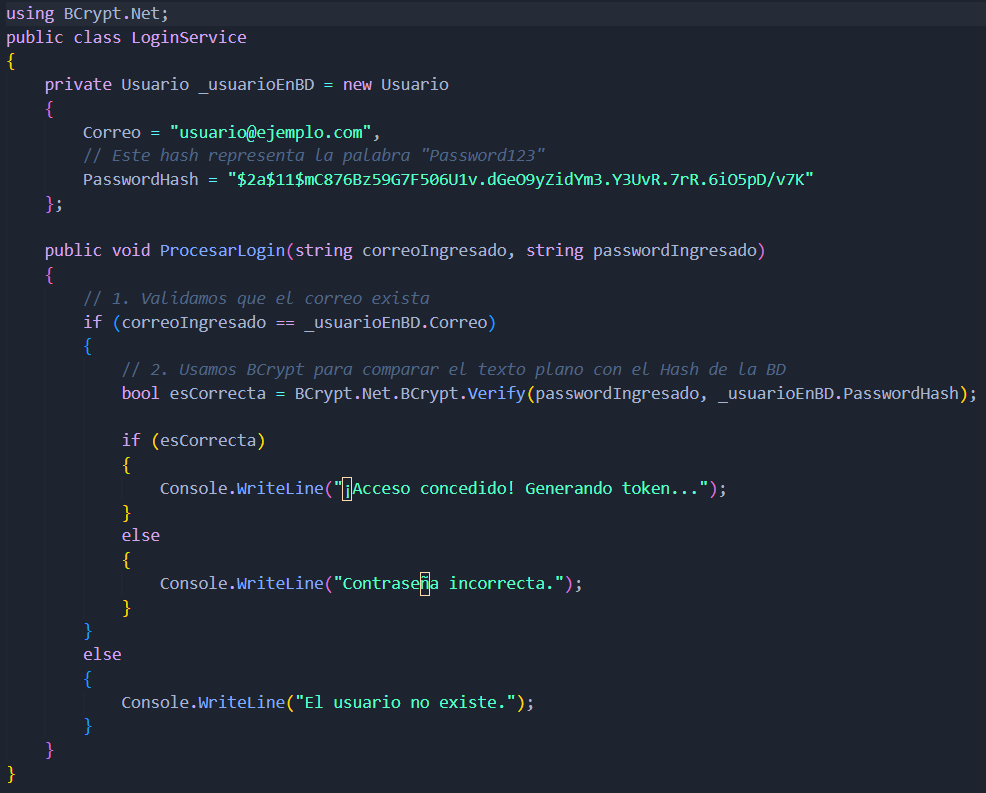 using BCrypt.Net;
public class LoginService
{
    private Usuario _usuarioEnBD = new Usuario
    {
        Correo = "usuario@ejemplo.com",
        // Este hash representa la palabra "Password123"
        PasswordHash = "$2a$11$mC876Bz59G7F506U1v.dGeO9yZidYm3.Y3UvR.7rR.6iO5pD/v7K"
    };

    public void ProcesarLogin(string correoIngresado, string passwordIngresado)
    {
        // 1. Validamos que el correo exista
        if (correoIngresado == _usuarioEnBD.Correo)
        {
            // 2. Usamos BCrypt para comparar el texto plano con el Hash de la BD
            bool esCorrecta = BCrypt.Net.BCrypt.Verify(passwordIngresado, _usuarioEnBD.PasswordHash);

            if (esCorrecta)
            {
                Console.WriteLine("¡Acceso concedido! Generando token...");
            }
            else
            {
                Console.WriteLine("Contraseña incorrecta.");
            }
        }
        else
        {
            Console.WriteLine("El usuario no existe.");
        }
    }
}